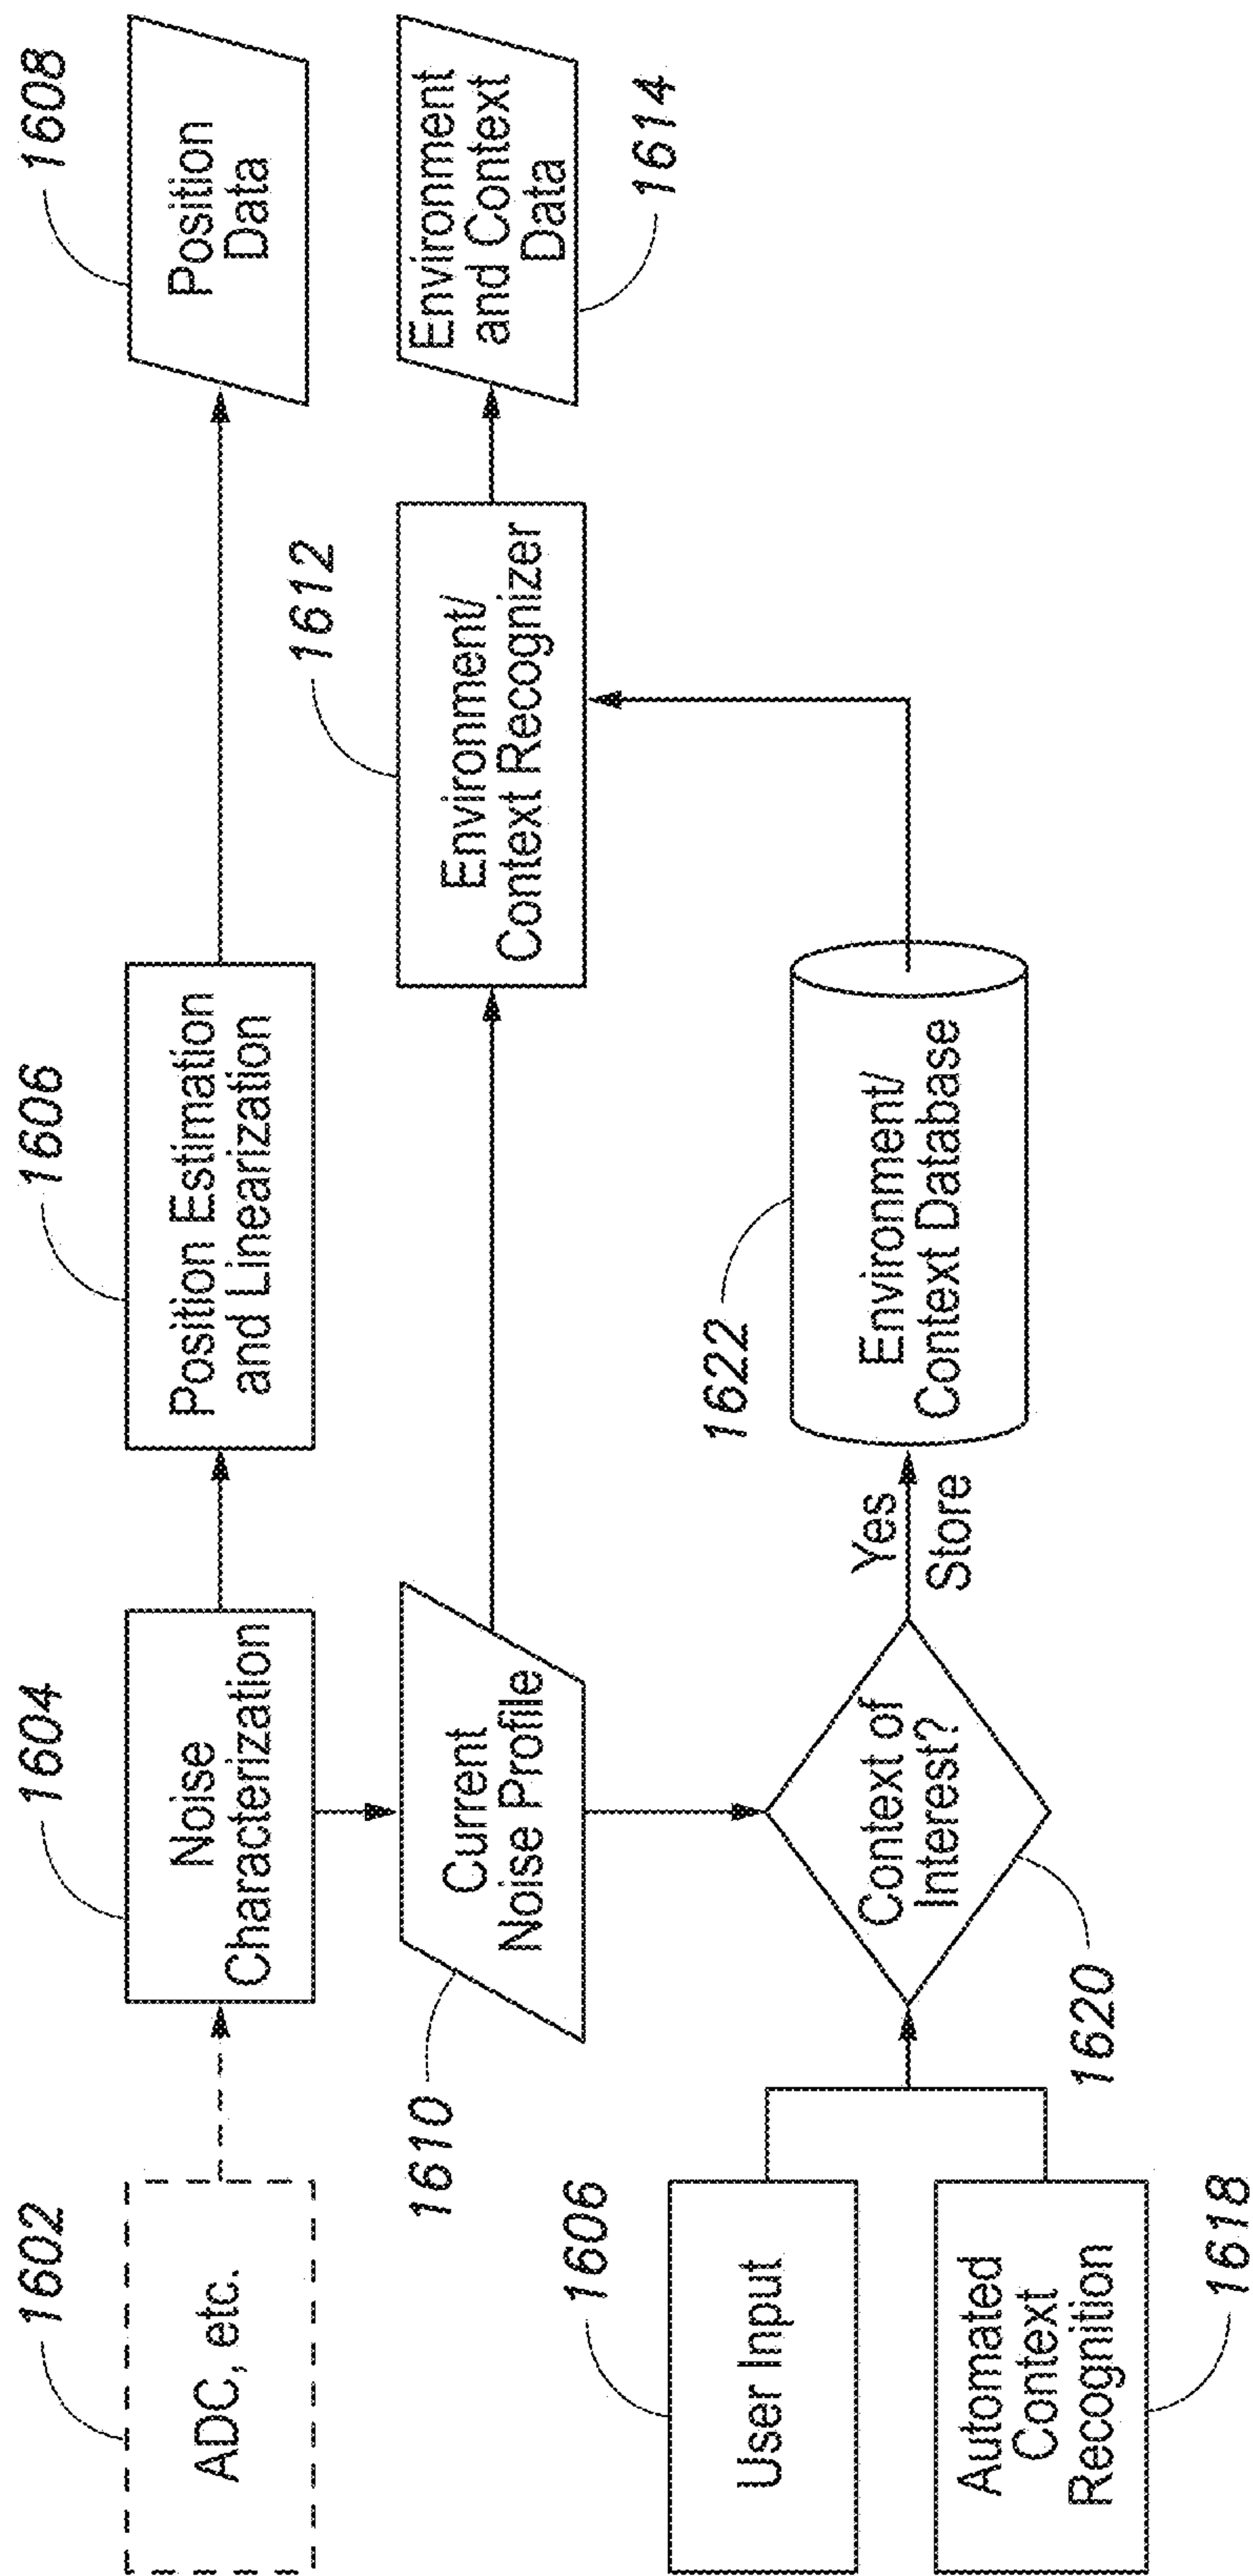 1602
ADC, etc.
1604
Noise
Characterization
1606
Position Estimation
and Linearization
1608
Position
Data
1610
Current
Noise Profile
1612
Environment/
Context Recognizer
Environment
and Context
Data
1614
1606
User Input
Automated
Context
Recognition
1618
Context of
Interest?
1620
Yes
Store
1622
Environment/
Context Database